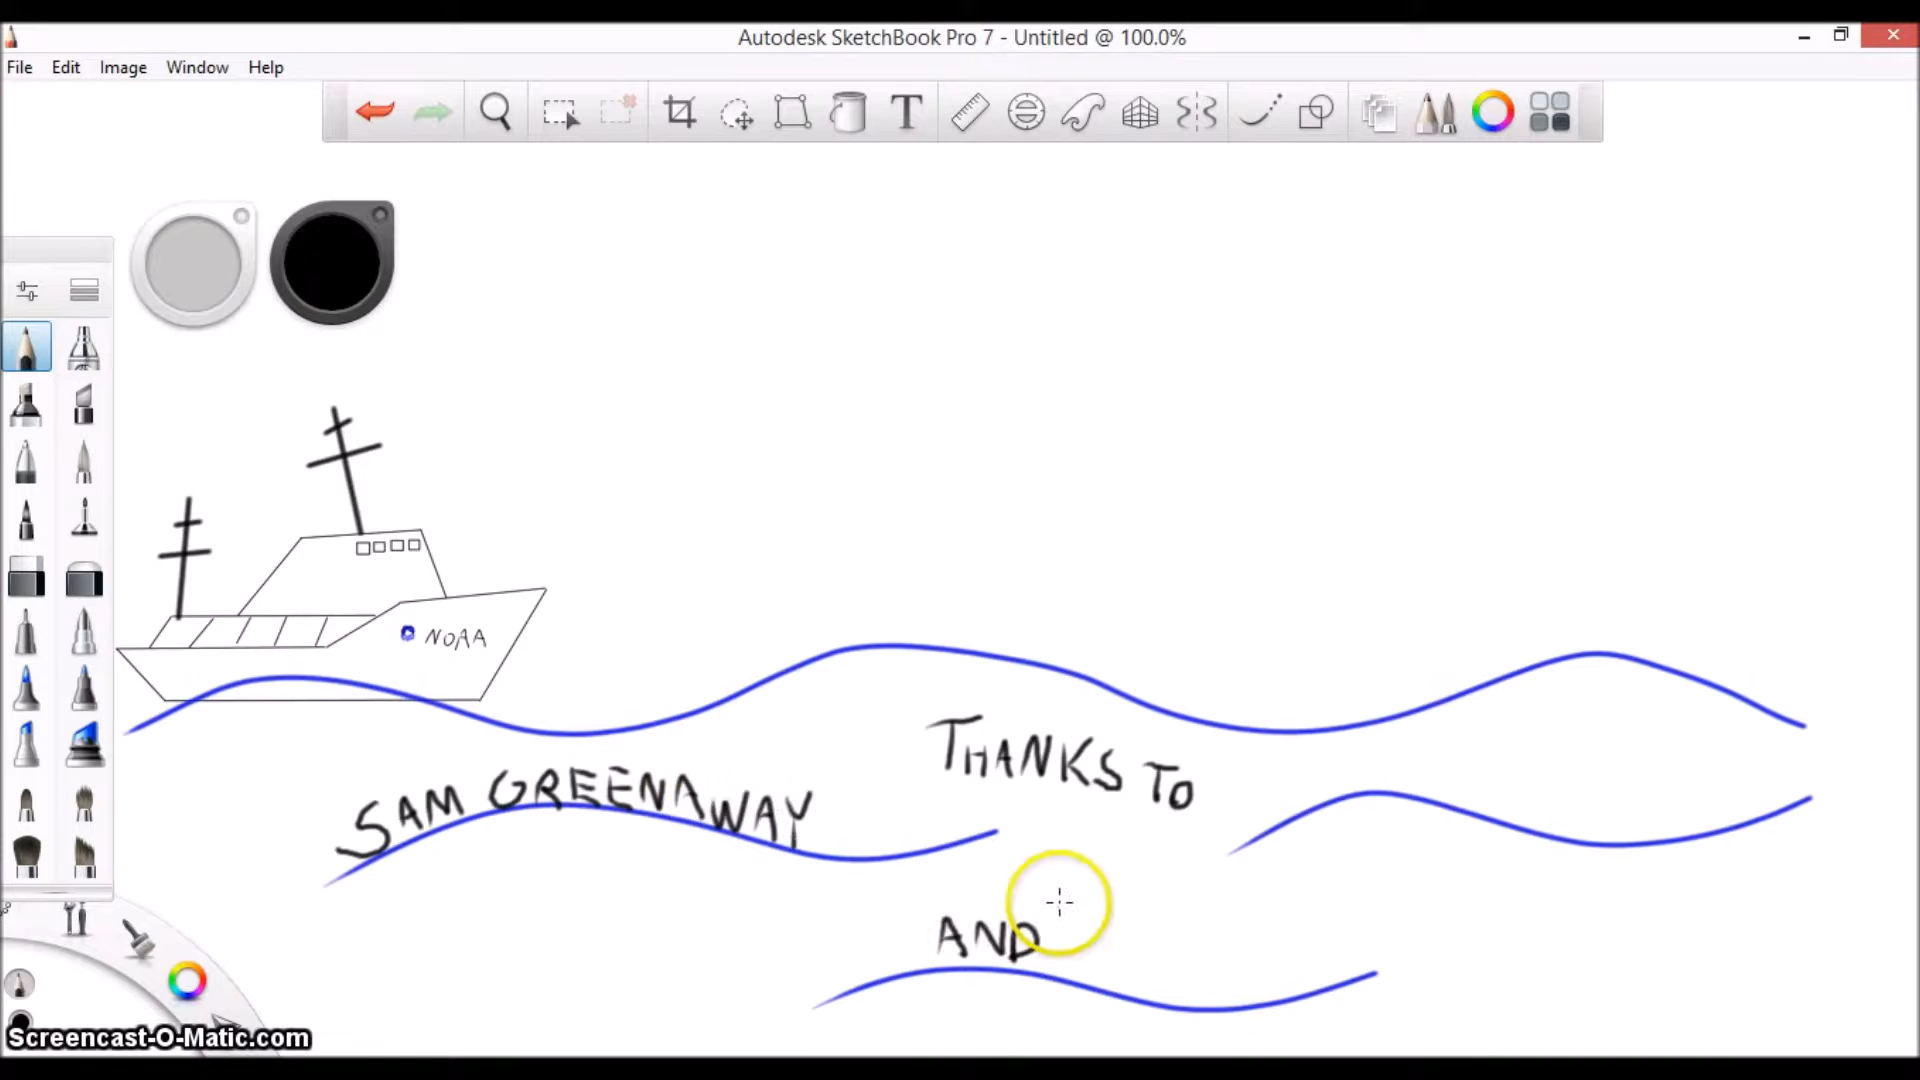 Autodesk SketchBook Pro 7 - Untitled @ 100.0%
File Edit Image Window Help
T
NOAA
THANKS TO
SAM GREENAWAY
AND
Screencast-O-Matic.com